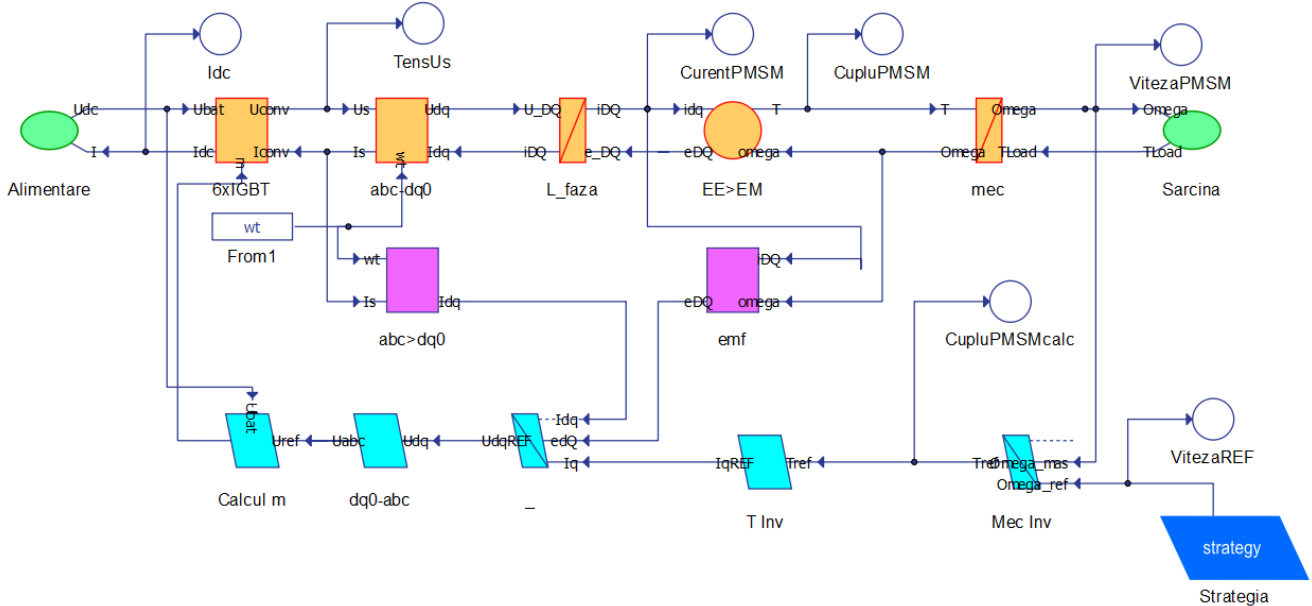 Idc
TensUs
CurentPMSM
CupluPMSM
VitezaPMSM
Udc
Ubat
Uconv
Us
Udq
U_DQ
iDQ
idq
T
T
Omega
Omega
I
Idc
Iconv
Is
Idq
iDQ
e_DQ
eDQ
omega
Omega
TLoad
TLoad
m
wt
Alimentare
6xIGBT
abc-dq0
L_faza
EE>EM
mec
Sarcina
wt
From1
wt
Is
Idq
abc>dq0
iDQ
eDQ
omega
emf
CupluPMSMcalc
Ubat
Uref
Uabc
Udq
UdqREF
Idq
edQ
Iq
IqREF
Tref
Tref
Omega_mas
Omega_ref
VitezaREF
Calcul m
dq0-abc
_
T Inv
Mec Inv
strategy
Strategia